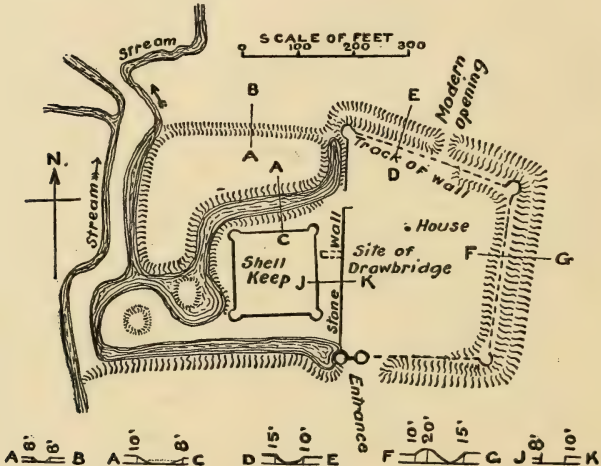 Stream
SCALE OF FEET
0 100 200 300
B
E
Modern opening
A
D
Track of wall
N.
Stream
A
C
House
Wall
Site of Drawbridge
F G
Shell Keep
J K
Stone
Entrance
8' 8' 10' 8' 15' 10' 10' 20' 15' 8' 10'
A B A C D E F G J K